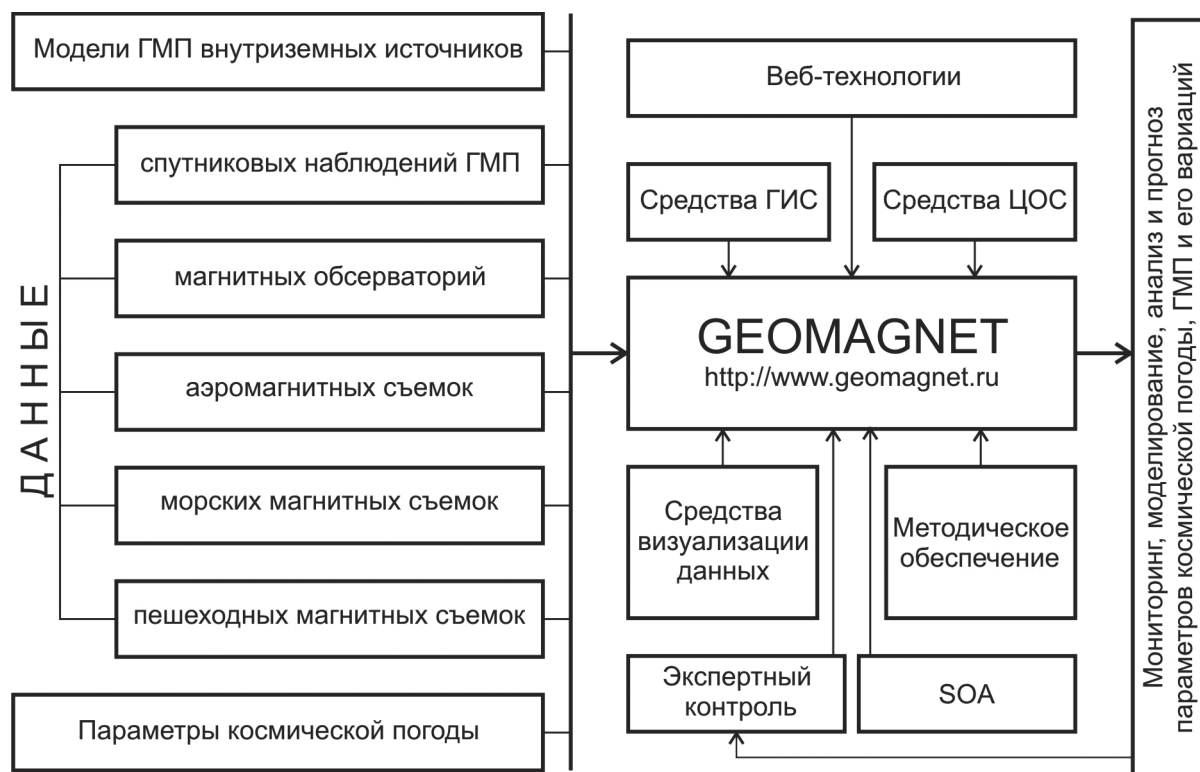 Модели ГМП внутриземных источников
ДАННЫЕ
спутниковых наблюдений ГМП
магнитных обсерваторий
аэромагнитных съемок
морских магнитных съемок
пешеходных магнитных съемок
Параметры космической погоды
Веб-технологии
Средства ГИС
Средства ЦОС
GEOMAGNET
http://www.geomagnet.ru
Средства
визуализации
данных
Методическое
обеспечение
Экспертный
контроль
SOA
Мониторинг, моделирование, анализ и прогноз
параметров космической погоды, ГМП и его вариаций